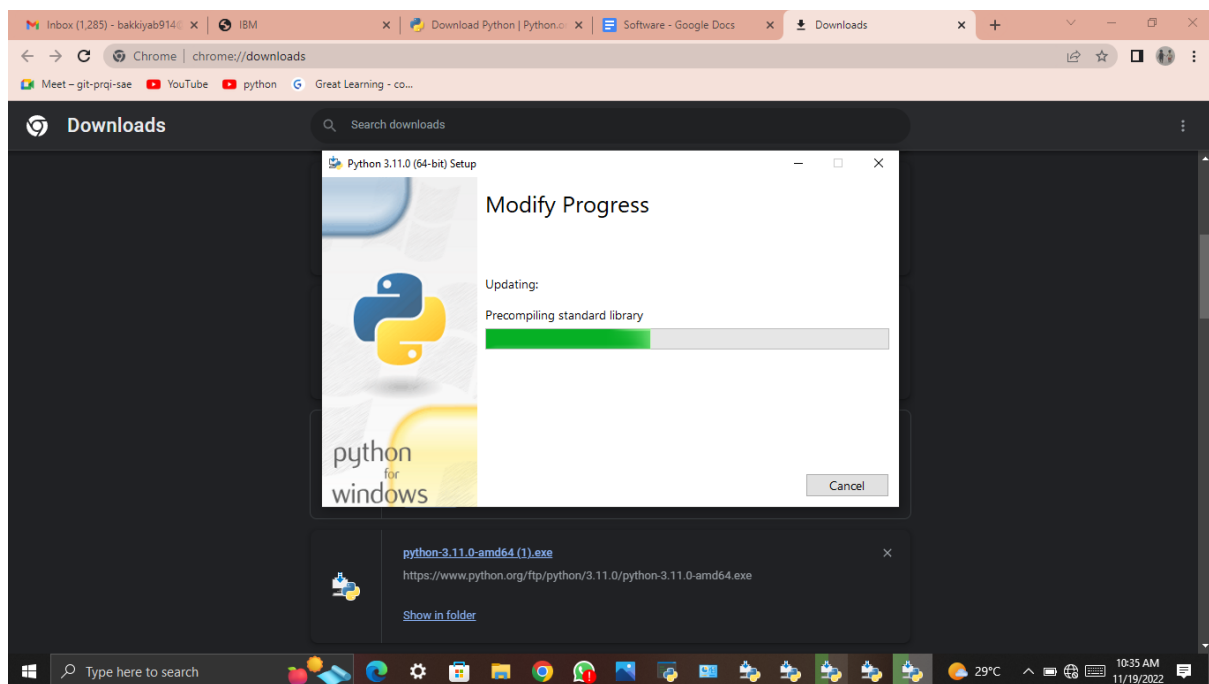 Inbox (1,285) - bakkiyab914
IBM
Download Python | Python.o
Software - Google Docs
Downloads
Chrome | chrome://downloads
Meet – git-prqi-sae YouTube python Great Learning - co...
Downloads
Search downloads
Python 3.11.0 (64-bit) Setup
Modify Progress
Updating:
Precompiling standard library
python
for
windows
Cancel
python-3.11.0-amd64 (1).exe
https://www.python.org/ftp/python/3.11.0/python-3.11.0-amd64.exe
Show in folder
Type here to search
29°C
10:35 AM
11/19/2022